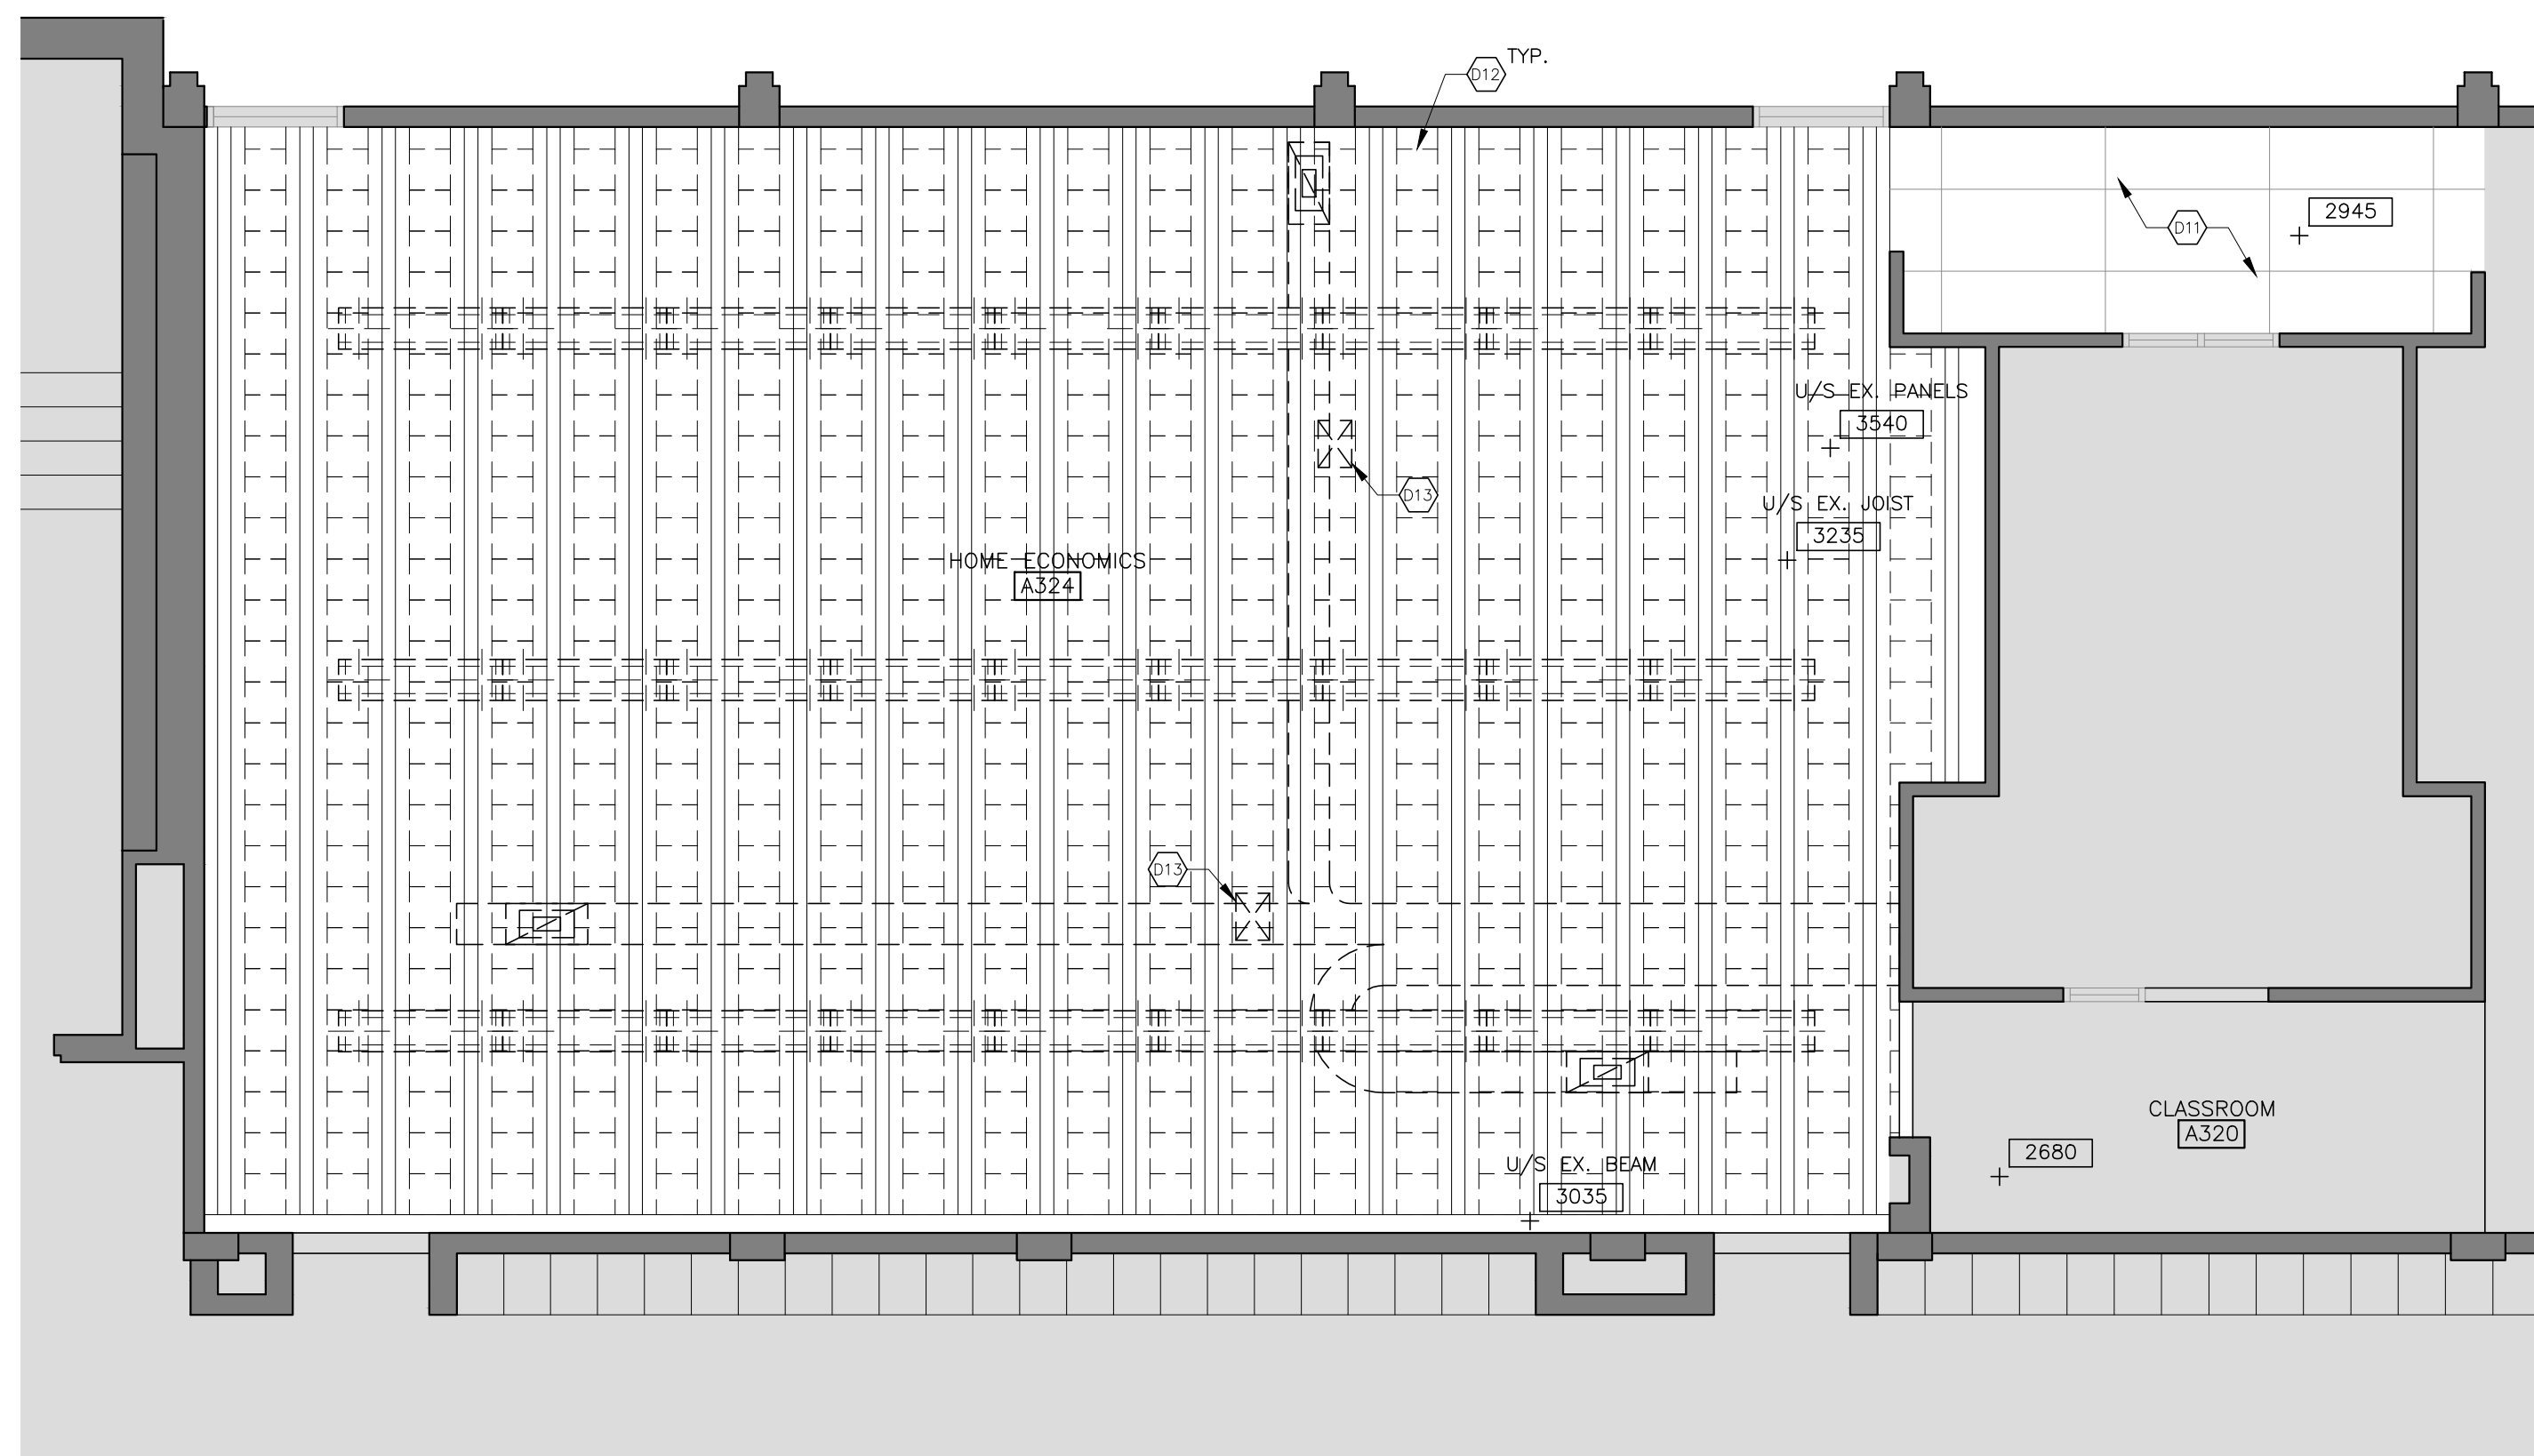 TYP.
D12
2945
D11
U/S EX. PANELS
3540
D13
U/S EX. JOIST
3235
HOME ECONOMICS
A324
D13
CLASSROOM
A320
2680
U/S EX. BEAM
3035